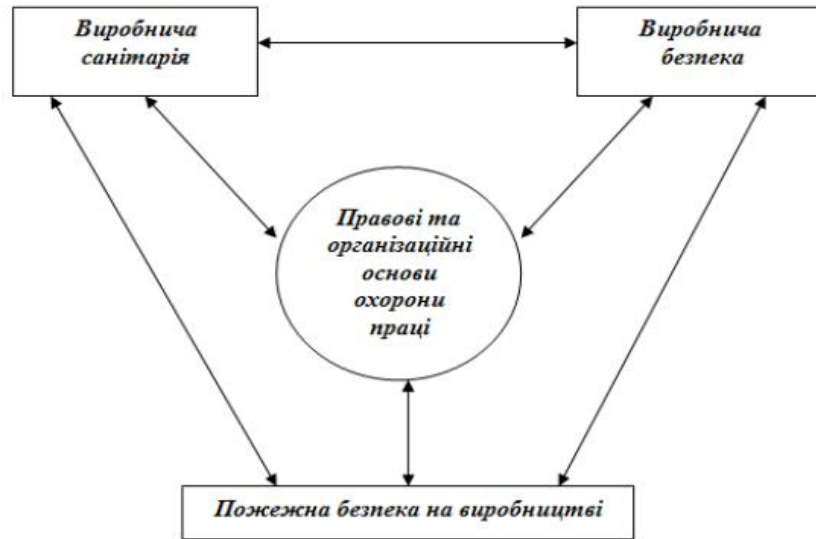 Виробнича
санітарія
Виробнича
безпека
Правові та
організаційні
основи
охорони
праці
Пожежна безпека на виробництві